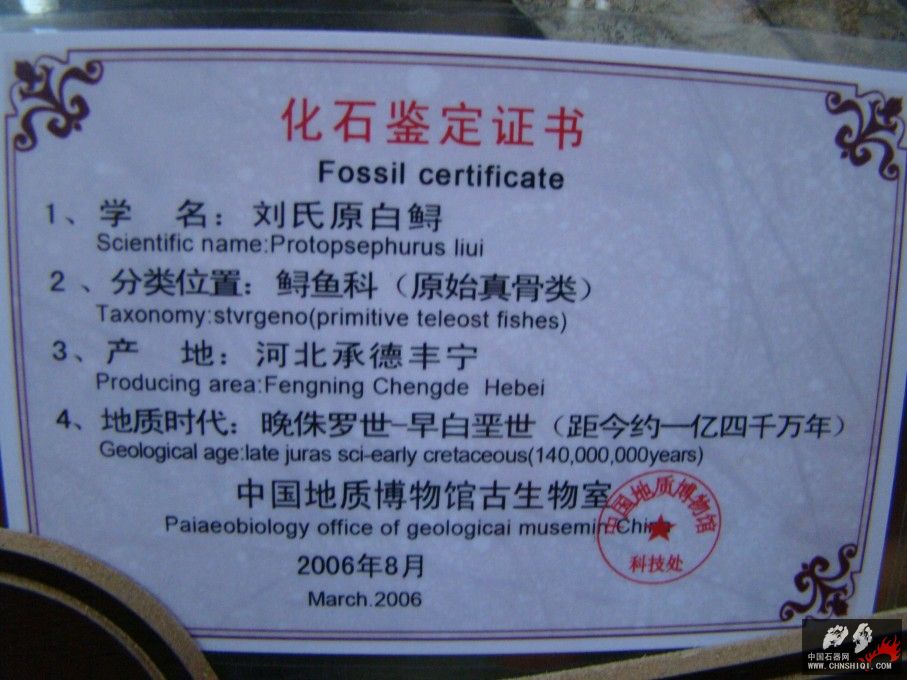 化石鉴定证书
Fossil certificate
1、学 名：刘氏原白鲟
Scientific name:Protopsephurus liui
2、分类位置：鲟鱼科（原始真骨类）
Taxonomy:stvrgeno(primitive teleost fishes)
3、产 地：河北承德丰宁
Producing area:Fengning Chengde Hebei
4、地质时代：晚侏罗世-早白垩世（距今约一亿四千万年）
Geological age:late juras sci-early cretaceous(140,000,000years)
中国地质博物馆古生物室
Paiaeobiology office of geologicai musemin China
中国地质博物馆
科技处
2006年8月
March.2006
中国石器网
WWW.CHNSHIQI.COM